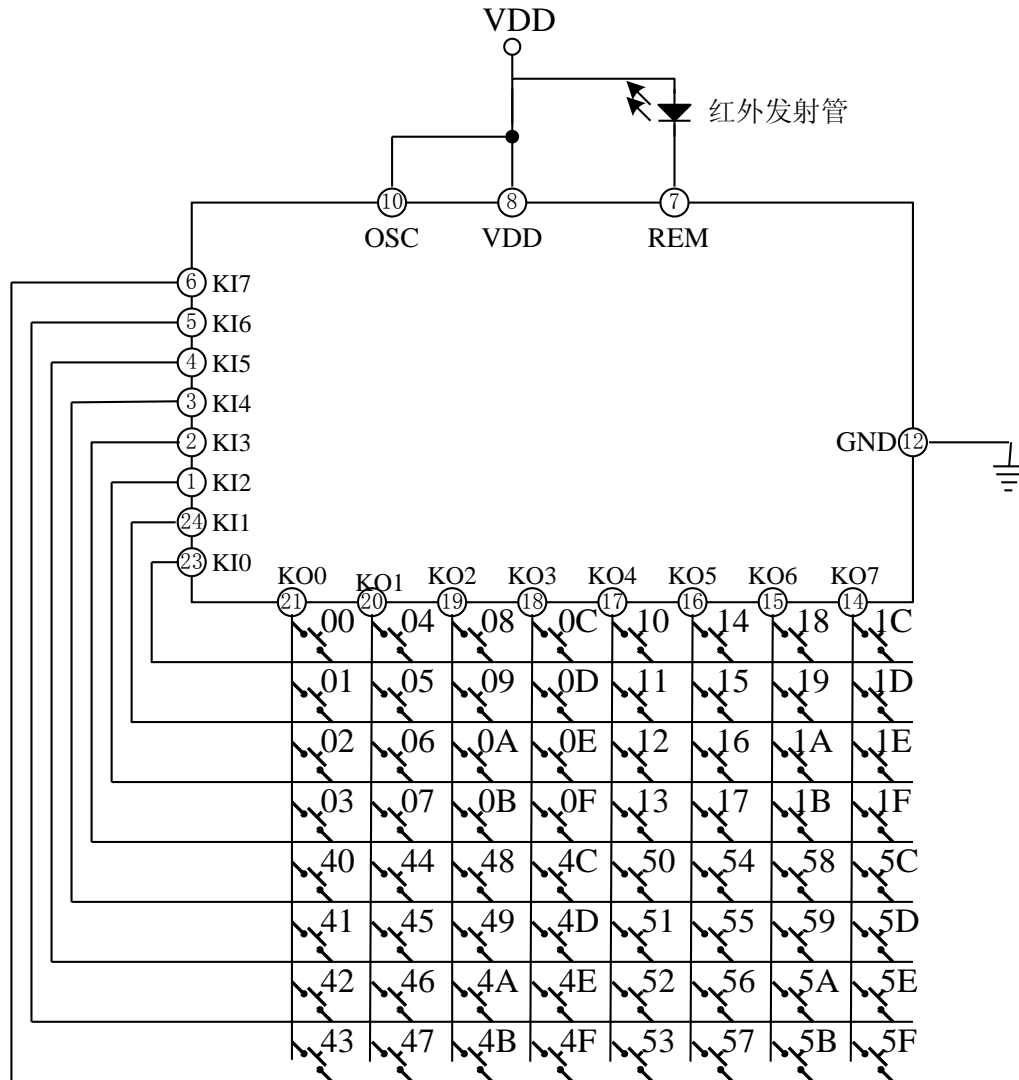 VDD
红外发射管
10 8 7
OSC VDD REM
6 KI7
5 KI6
4 KI5
3 KI4
2 KI3
GND 12
1 KI2
24 KI1
23 KI0
KO0 KO1 KO2 KO3 KO4 KO5 KO6 KO7
21 20 19 18 17 16 15 14
00 04 08 0C 10 14 18 1C
01 05 09 0D 11 15 19 1D
02 06 0A 0E 12 16 1A 1E
03 07 0B 0F 13 17 1B 1F
40 44 48 4C 50 54 58 5C
41 45 49 4D 51 55 59 5D
42 46 4A 4E 52 56 5A 5E
43 47 4B 4F 53 57 5B 5F